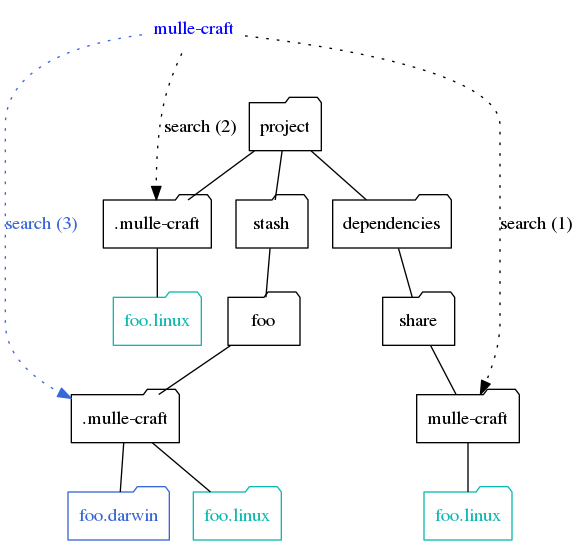 mulle-craft
search (2)
project
.mulle-craft
stash
dependencies
search (3)
search (1)
foo.linux
foo
share
.mulle-craft
mulle-craft
foo.darwin
foo.linux
foo.linux